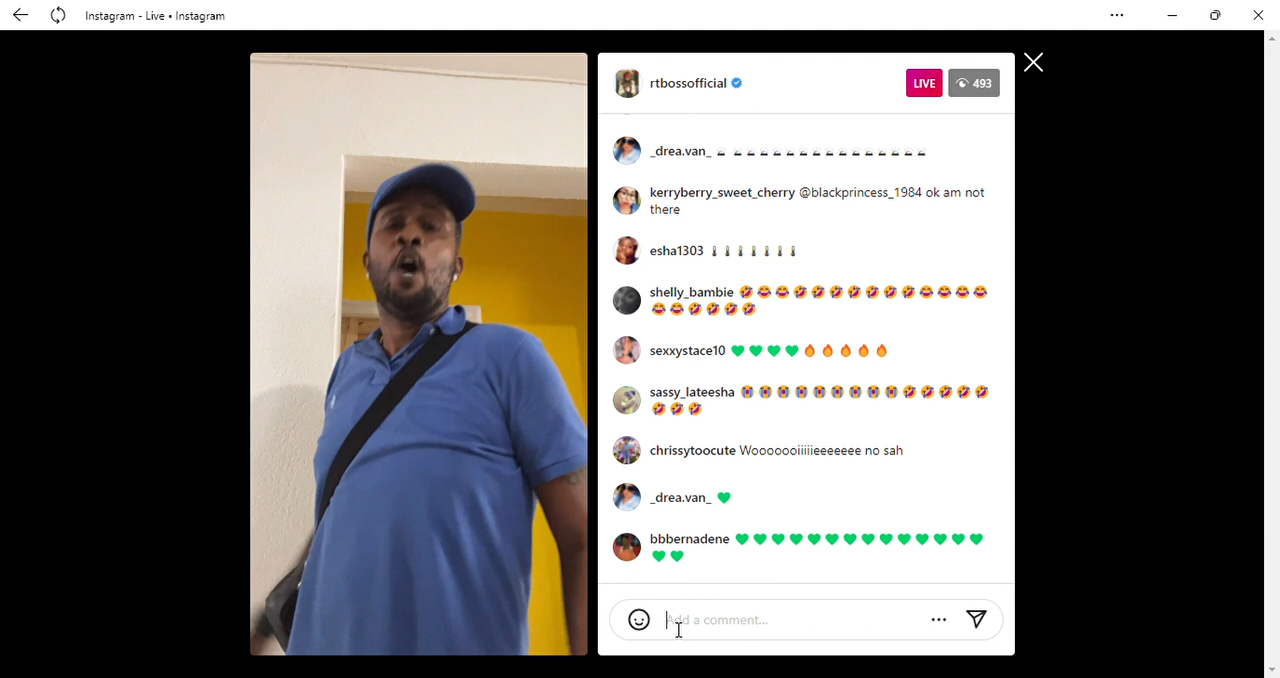 Instagram - Live • Instagram
rtbossofficial
LIVE
493
_drea.van_
kerryberry_sweet_cherry @blackprincess_1984 ok am not
there
esha1303 🌡🌡🌡🌡🌡🌡🌡
shelly_bambie 🤣😂😂🤣🤣🤣🤣🤣🤣🤣😂😂😂😂
😂😂🤣🤣🤣🤣
sexxystace10 💚💚💚💚🔥🔥🔥🔥🔥
sassy_lateesha 😭😭😭😭😭😭😭😭😭🤣🤣🤣🤣🤣
🤣🤣🤣
chrissytoocute Wooooooiiiiieeeeeee no sah
_drea.van_ 💚
bbbernadene 💚💚💚💚💚💚💚💚💚💚💚💚💚💚
💚💚
Add a comment...